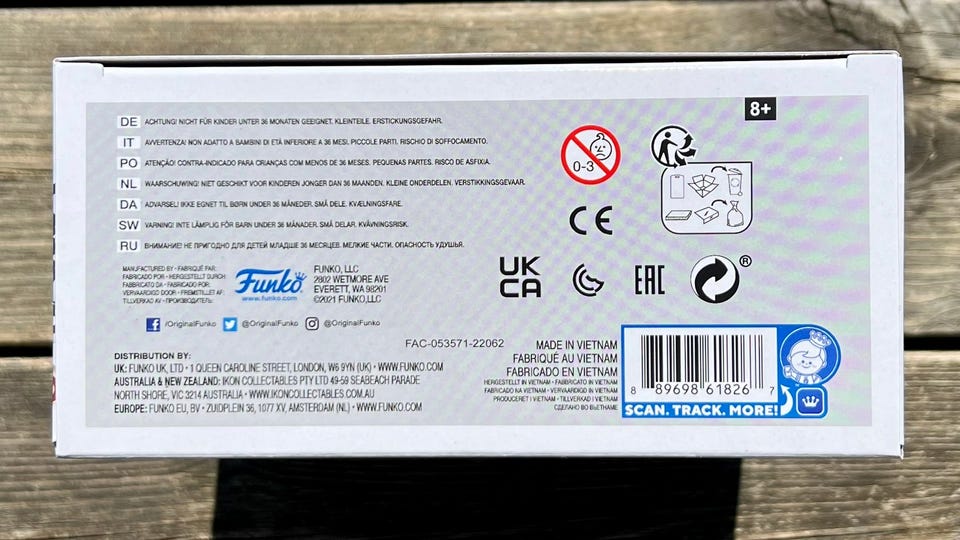 8+
DE ACHTUNG! NICHT FÜR KINDER UNTER 36 MONATEN GEEIGNET. KLEINTEILE. ERSTICKUNGSGEFAHR.
IT AVVERTENZA! NON ADATTO A BAMBINI DI ETÀ INFERIORE A 36 MESI. PICCOLE PARTI. RISCHIO DI SOFFOCAMENTO.
PO ATENÇÃO! CONTRA-INDICADO PARA CRIANÇAS COM MENOS DE 36 MESES. PEQUENAS PARTES. RISCO DE ASFIXIA.
NL WAARSCHUWING! NIET GESCHIKT VOOR KINDEREN JONGER DAN 36 MAANDEN. KLEINE ONDERDELEN. VERSTIKKINGSGEVAAR.
DA ADVARSEL! IKKE EGNET TIL BØRN UNDER 36 MÅNEDER. SMÅ DELE. KVÆLNINGSFARE.
SW VARNING! INTE LÄMPLIG FÖR BARN UNDER 36 MÅNADER. SMÅ DELAR. KVÄVNINGSRISK.
RU ВНИМАНИЕ! НЕ ПРИГОДНО ДЛЯ ДЕТЕЙ МЛАДШЕ 36 МЕСЯЦЕВ. МЕЛКИЕ ЧАСТИ. ОПАСНОСТЬ УДУШЬЯ.
0-3
CE
UK
CA
EAC
®
MANUFACTURED BY • FABRIQUÉ PAR:
FABRICADO POR • HERGESTELLT DURCH
FABBRICATO DA • FABRICADO POR:
VERVAARDIGD DOOR • FREMSTILLET AF:
TILLVERKAD AV • ПРОИЗВОДИТЕЛЬ:
Funko
www.funko.com
FUNKO, LLC
2802 WETMORE AVE
EVERETT, WA 98201
©2021 FUNKO,LLC
/OriginalFunko @OriginalFunko @OriginalFunko
FAC-053571-22062
DISTRIBUTION BY:
UK: FUNKO UK, LTD • 1 QUEEN CAROLINE STREET, LONDON, W6 9YN (UK) • WWW.FUNKO.COM
AUSTRALIA & NEW ZEALAND: IKON COLLECTABLES PTY LTD 49-59 SEABEACH PARADE
NORTH SHORE, VIC 3214 AUSTRALIA • WWW.IKONCOLLECTABLES.COM.AU
EUROPE: FUNKO EU, BV • ZUIDPLEIN 36, 1077 XV, AMSTERDAM (NL) • WWW.FUNKO.COM
MADE IN VIETNAM
FABRIQUÉ AU VIETNAM
FABRICADO EN VIETNAM
HERGESTELLT IN VIETNAM • FABBRICATO IN VIETNAM
FABRICADO NA VIETNAM • VERVAARDIGD IN VIETNAM
PRODUCERET I VIETNAM • TILLVERKAD I VIETNAM
СДЕЛАНО ВО ВЬЕТНАМЕ
8 89698 61826 7
SCAN. TRACK. MORE!